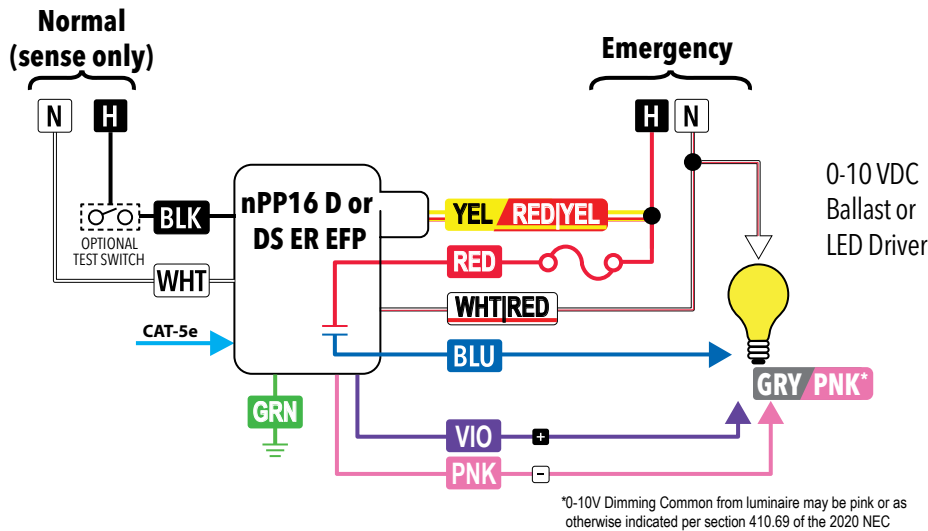 Normal
(sense only)
Emergency
N
H
H
N
nPP16 D or
DS ER EFP
BLK
OPTIONAL
TEST SWITCH
WHT
CAT-5e
GRN
YEL RED|YEL
RED
WHT|RED
BLU
VIO +
PNK -
0-10 VDC
Ballast or
LED Driver
GRY PNK*
*0-10V Dimming Common from luminaire may be pink or as
otherwise indicated per section 410.69 of the 2020 NEC